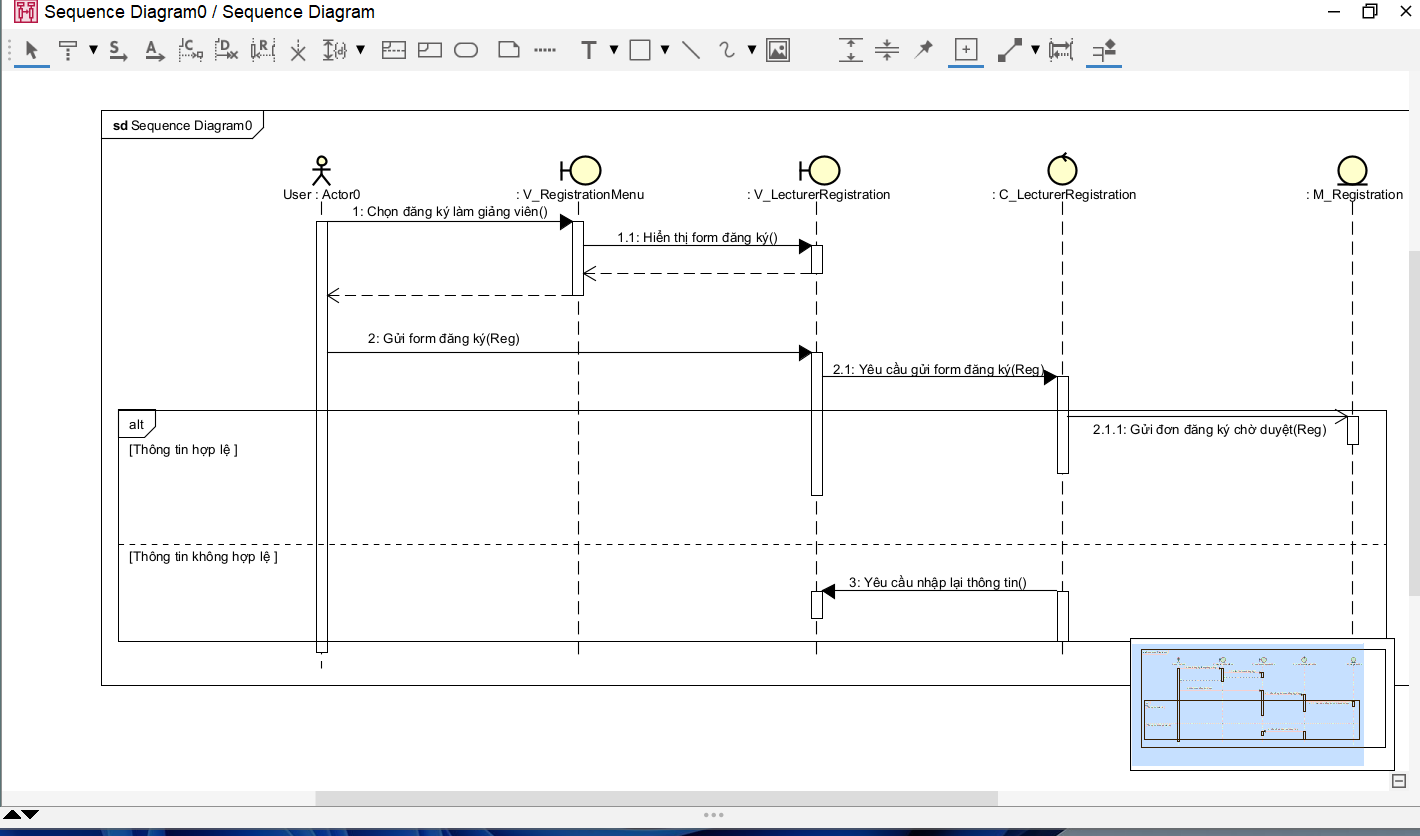 Sequence Diagram0 / Sequence Diagram
sd Sequence Diagram0
User : Actor0
: V_RegistrationMenu
: V_LecturerRegistration
: C_LecturerRegistration
: M_Registration
1: Chọn đăng ký làm giảng viên()
1.1: Hiển thị form đăng ký()
2: Gửi form đăng ký(Reg)
2.1: Yêu cầu gửi form đăng ký(Reg)
alt
2.1.1: Gửi đơn đăng ký chờ duyệt(Reg)
[Thông tin hợp lệ ]
[Thông tin không hợp lệ ]
3: Yêu cầu nhập lại thông tin()